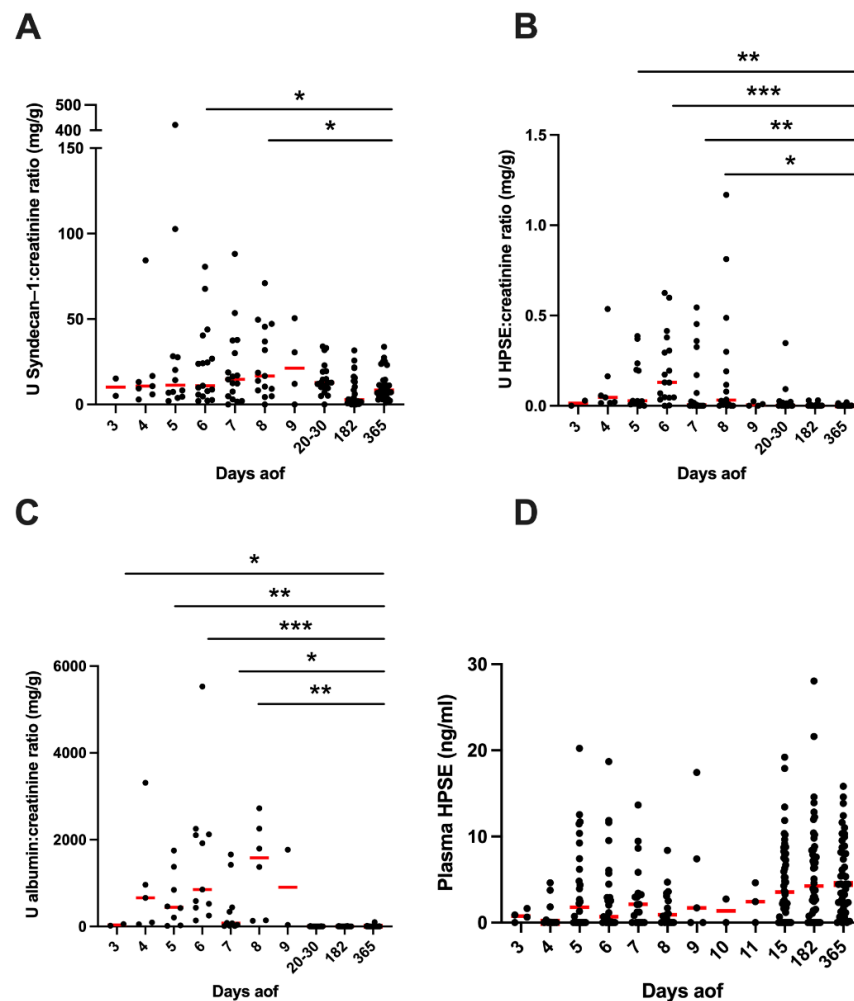 A
U Syndecan–1:creatinine ratio (mg/g)
500
400
150
100
50
0
*
*
3 4 5 6 7 8 9 20-30 182 365
Days aof
B
U HPSE:creatinine ratio (mg/g)
**
***
**
*
1.5
1.0
0.5
0.0
3 4 5 6 7 8 9 20-30 182 365
Days aof
C
U albumin:creatinine ratio (mg/g)
*
**
***
*
**
6000
4000
2000
0
3 4 5 6 7 8 9 20-30 182 365
Days aof
D
Plasma HPSE (ng/ml)
30
20
10
0
3 4 5 6 7 8 9 10 11 15 182 365
Days aof